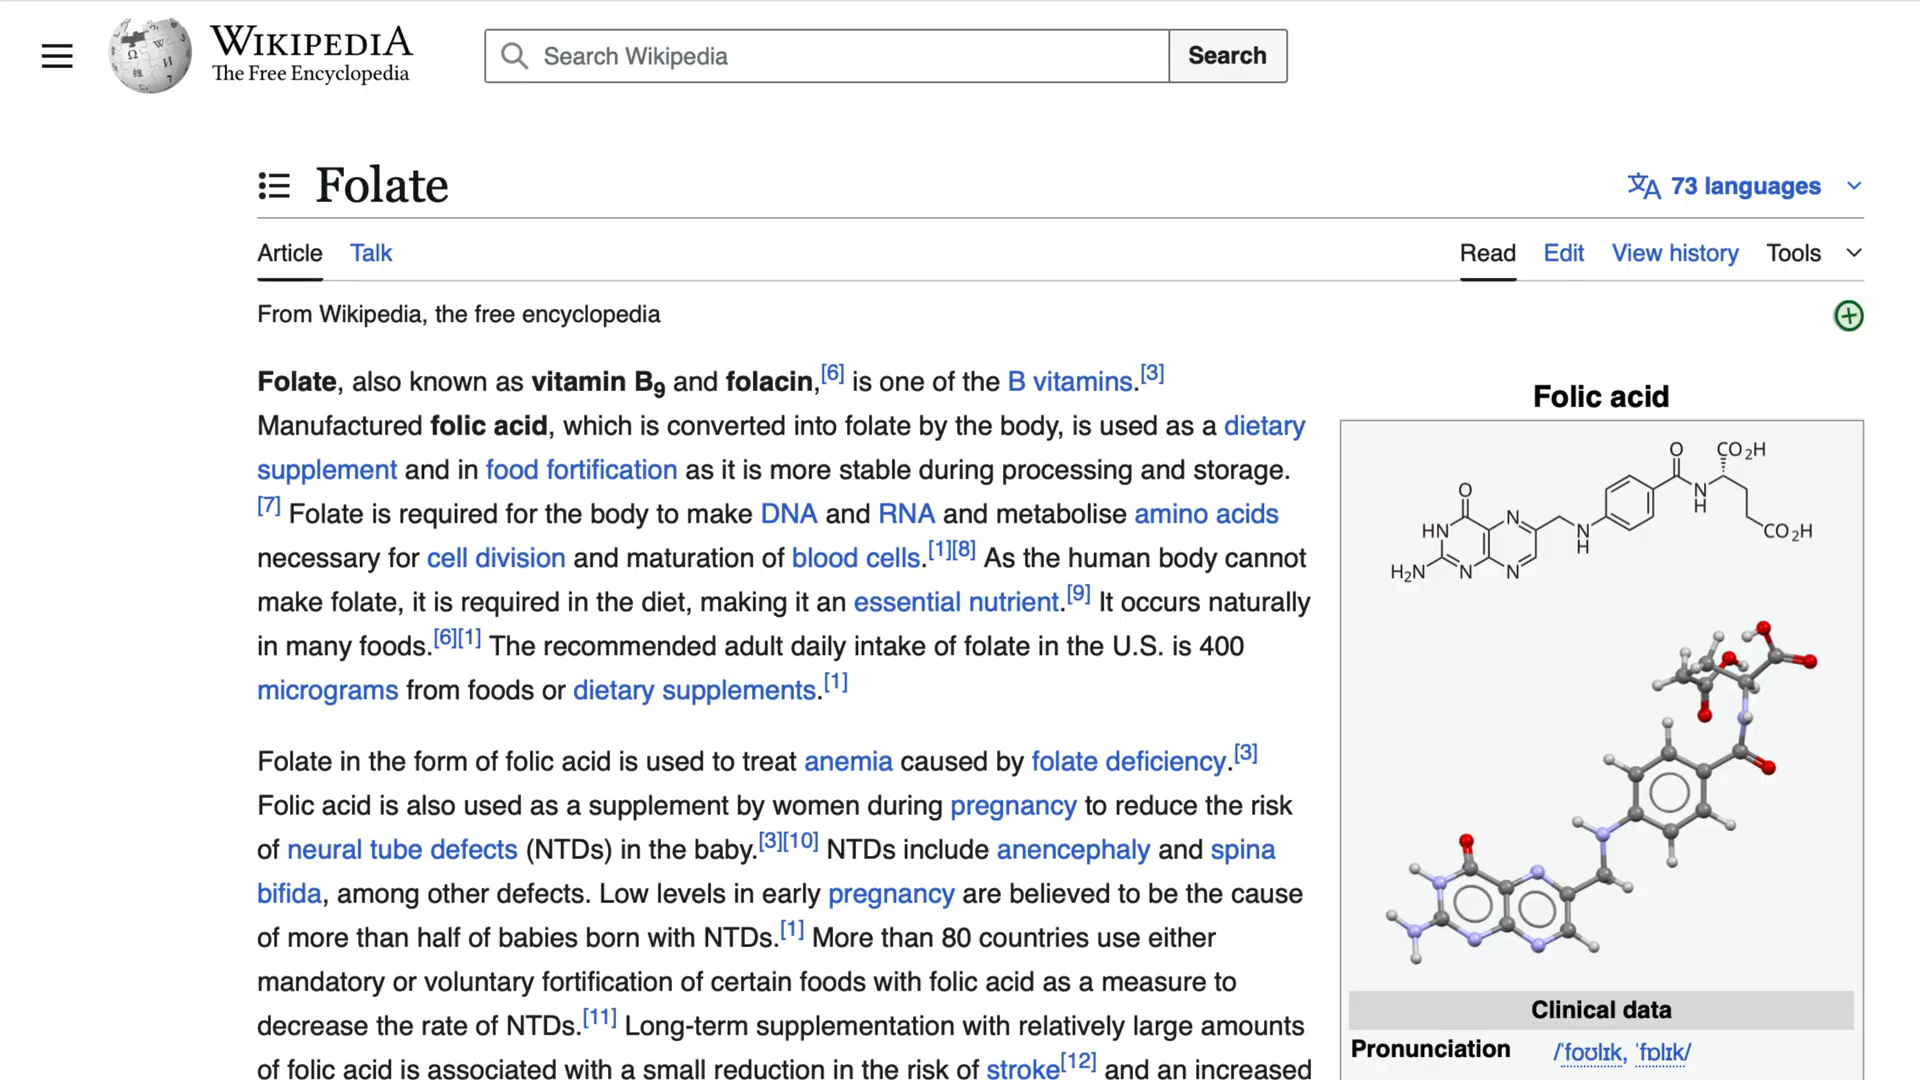 WIKIPEDIA
The Free Encyclopedia
Search Wikipedia
Search
Folate
73 languages
Article Talk
Read Edit View history Tools
From Wikipedia, the free encyclopedia
Folate, also known as vitamin B9 and folacin,[6] is one of the B vitamins.[3]
Manufactured folic acid, which is converted into folate by the body, is used as a dietary
supplement and in food fortification as it is more stable during processing and storage.
[7] Folate is required for the body to make DNA and RNA and metabolise amino acids
necessary for cell division and maturation of blood cells.[1][8] As the human body cannot
make folate, it is required in the diet, making it an essential nutrient.[9] It occurs naturally
in many foods.[6][1] The recommended adult daily intake of folate in the U.S. is 400
micrograms from foods or dietary supplements.[1]
Folate in the form of folic acid is used to treat anemia caused by folate deficiency.[3]
Folic acid is also used as a supplement by women during pregnancy to reduce the risk
of neural tube defects (NTDs) in the baby.[3][10] NTDs include anencephaly and spina
bifida, among other defects. Low levels in early pregnancy are believed to be the cause
of more than half of babies born with NTDs.[1] More than 80 countries use either
mandatory or voluntary fortification of certain foods with folic acid as a measure to
decrease the rate of NTDs.[11] Long-term supplementation with relatively large amounts
of folic acid is associated with a small reduction in the risk of stroke[12] and an increased
Folic acid
O CO2H
O N H
HN N N H CO2H
H2N N N
Clinical data
Pronunciation /ˈfoʊlɪk, ˈfɒlɪk/